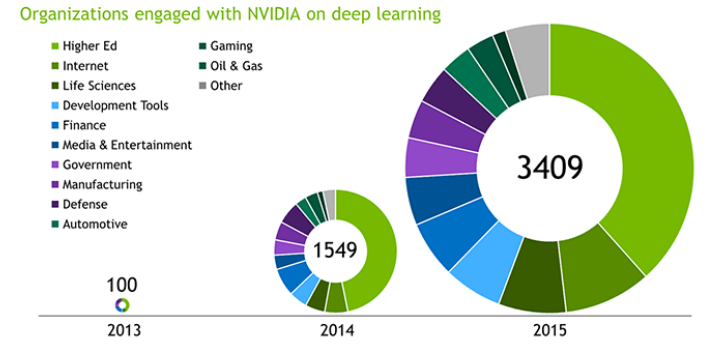 Organizations engaged with NVIDIA on deep learning
Higher Ed
Internet
Life Sciences
Development Tools
Finance
Media & Entertainment
Government
Manufacturing
Defense
Automotive
Gaming
Oil & Gas
Other
100
1549
3409
2013
2014
2015